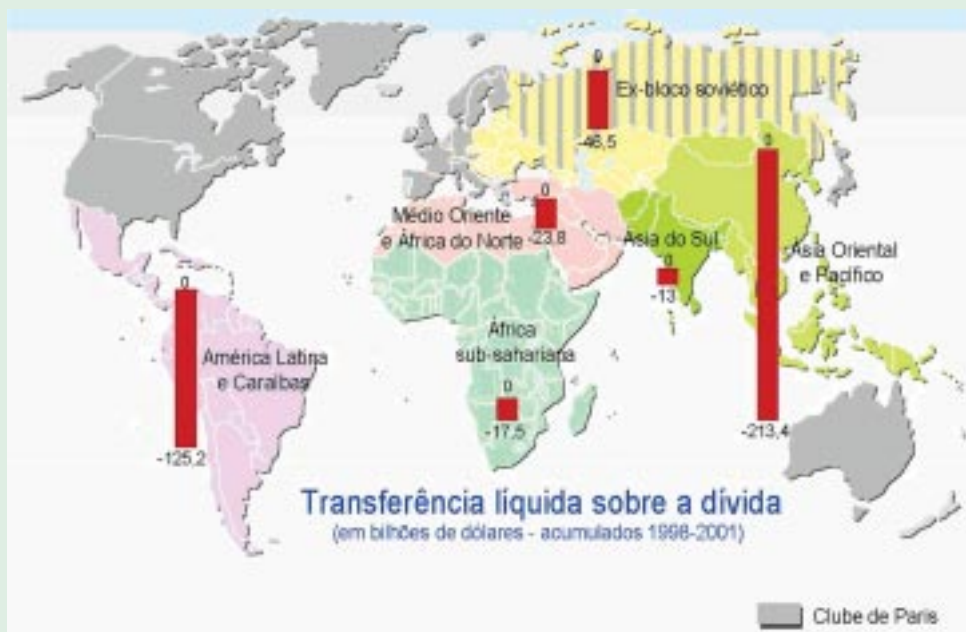 0
Ex-bloco soviético
-46,5
0
Médio Oriente
e África do Norte
-23,8
Ásia do Sul
0
-13
0
Ásia Oriental
e Pacífico
-213,4
0
América Latina
e Caraíbas
-125,2
África
sub-sahariana
0
-17,5
Transferência líquida sobre a dívida
(em bilhões de dólares - acumulados 1998-2001)
Clube de Paris